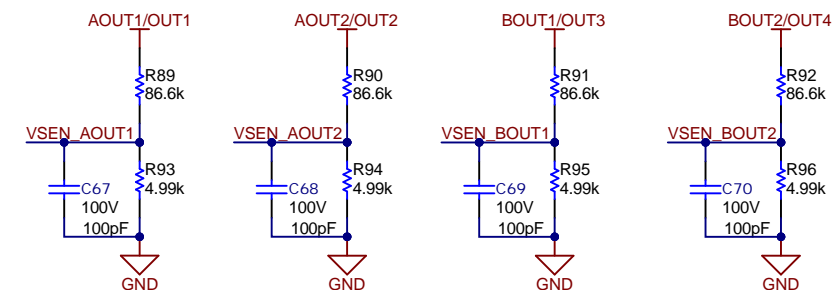 AOUT1/OUT1
AOUT2/OUT2
BOUT1/OUT3
BOUT2/OUT4
R89
86.6k
R90
86.6k
R91
86.6k
R92
86.6k
VSEN_AOUT1
VSEN_AOUT2
VSEN_BOUT1
VSEN_BOUT2
C67
100V
100pF
R93
4.99k
C68
100V
100pF
R94
4.99k
C69
100V
100pF
R95
4.99k
C70
100V
100pF
R96
4.99k
GND
GND
GND
GND